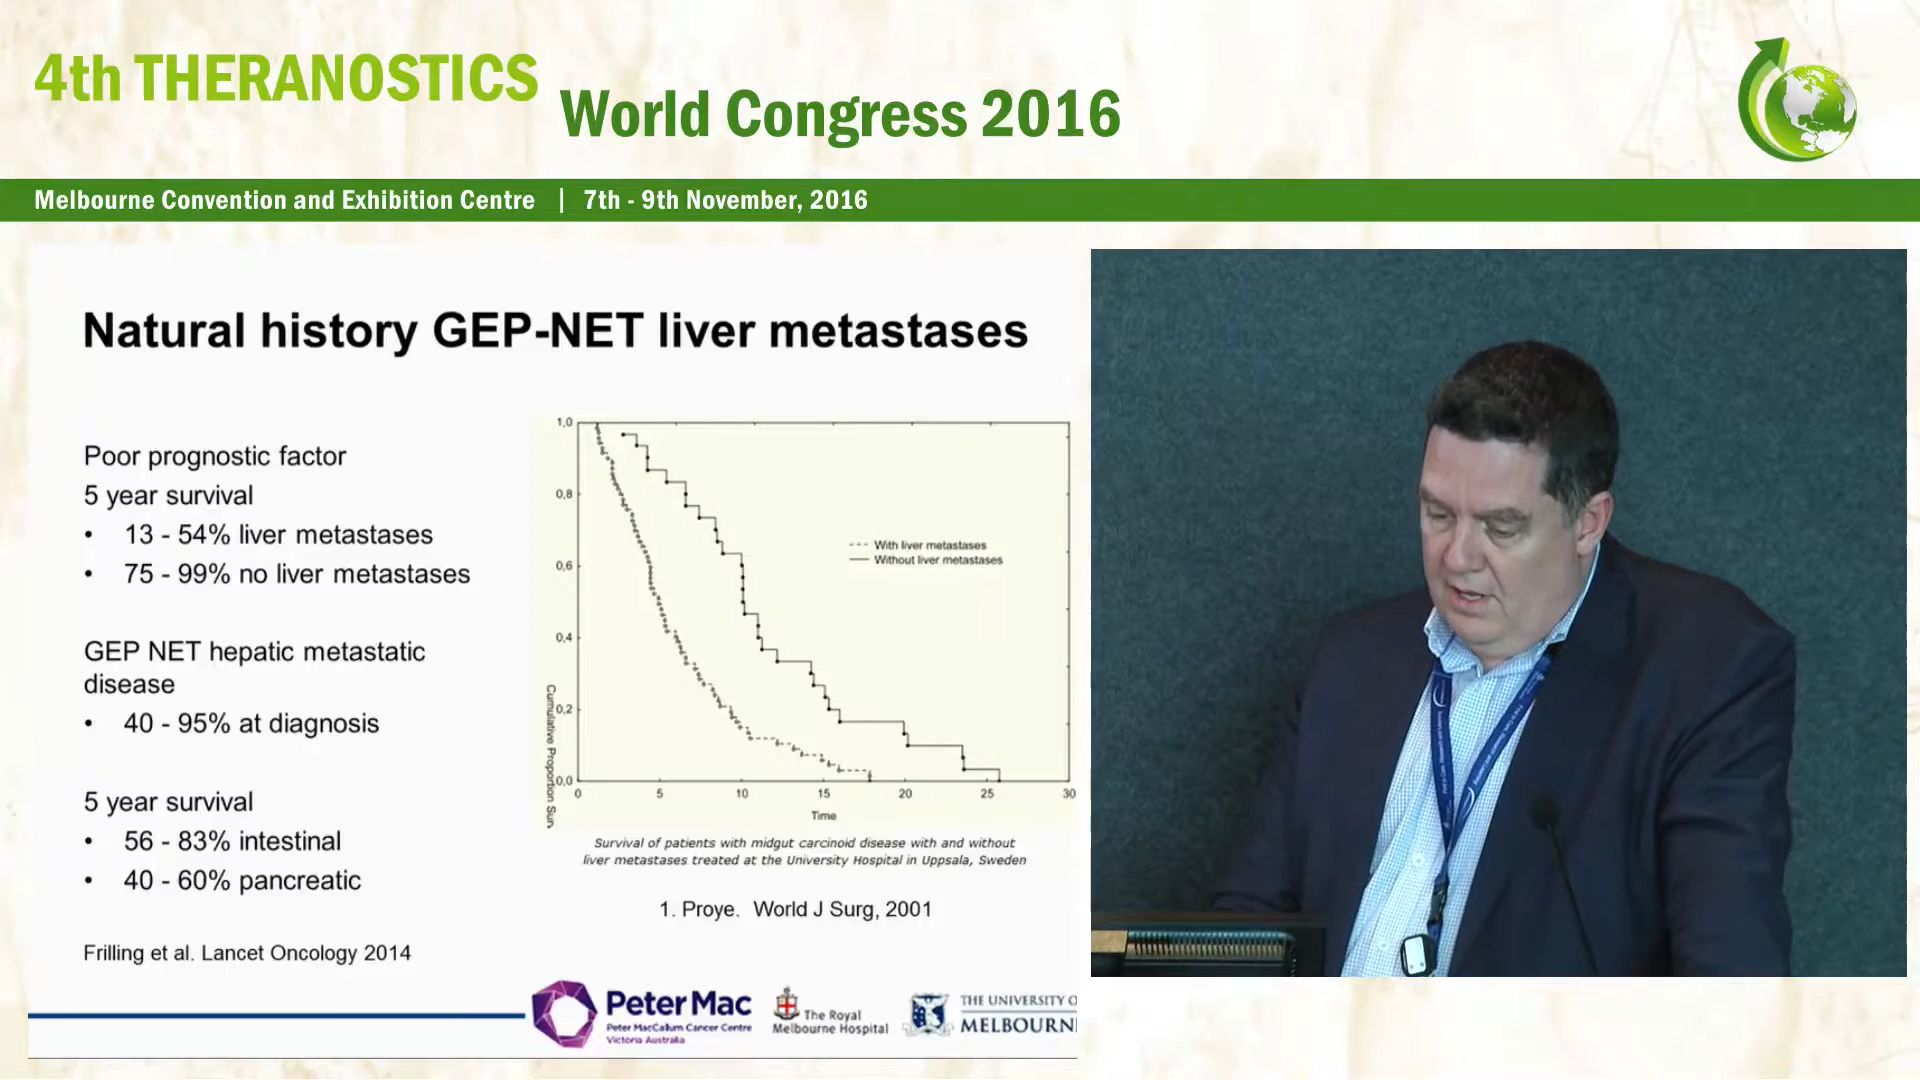 4th THERANOSTICS
World Congress 2016
Melbourne Convention and Exhibition Centre | 7th - 9th November, 2016
Natural history GEP-NET liver metastases
Poor prognostic factor
5 year survival
• 13 - 54% liver metastases
• 75 - 99% no liver metastases
GEP NET hepatic metastatic
disease
• 40 - 95% at diagnosis
5 year survival
• 56 - 83% intestinal
• 40 - 60% pancreatic
Frilling et al. Lancet Oncology 2014
1,0
0,8
0,6
0,4
0,2
0,0
Cumulative Proportion Surv
With liver metastases
Without liver metastases
0 5 10 15 20 25 30
Time
Survival of patients with midgut carcinoid disease with and without
liver metastases treated at the University Hospital in Uppsala, Sweden
1. Proye. World J Surg, 2001
Peter Mac
Peter MacCallum Cancer Centre
Victoria Australia
The Royal
Melbourne Hospital
THE UNIVERSITY O
MELBOURN